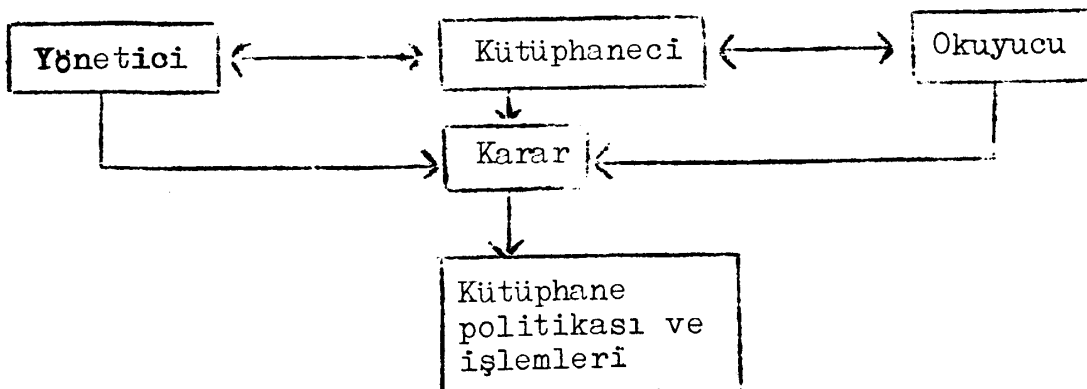 Yönetici
Kütüphaneci
Okuyucu
Karar
Kütüphane
politikası ve
işlemleri